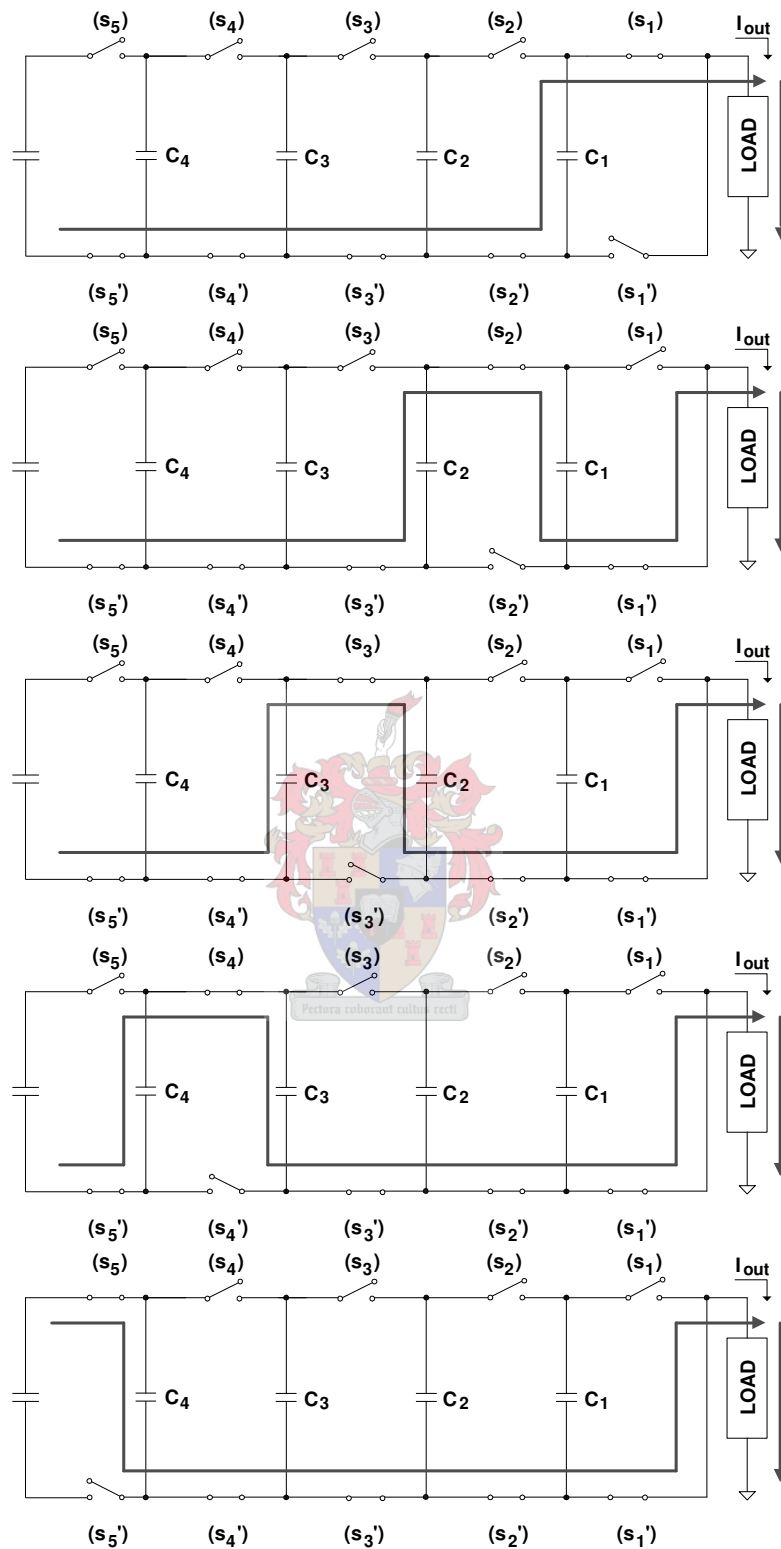 (s5) (s4) (s3) (s2) (s1) Iout
C4 C3 C2 C1 LOAD
(s5') (s4') (s3') (s2') (s1')
(s5) (s4) (s3) (s2) (s1) Iout
C4 C3 C2 C1 LOAD
(s5') (s4') (s3') (s2') (s1')
(s5) (s4) (s3) (s2) (s1) Iout
C4 C3 C2 C1 LOAD
(s5') (s4') (s3') (s2') (s1')
(s5) (s4) (s3) (s2) (s1) Iout
Pectora roborant cultus recti
C4 C3 C2 C1 LOAD
(s5') (s4') (s3') (s2') (s1')
(s5) (s4) (s3) (s2) (s1) Iout
C4 C3 C2 C1 LOAD
(s5') (s4') (s3') (s2') (s1')